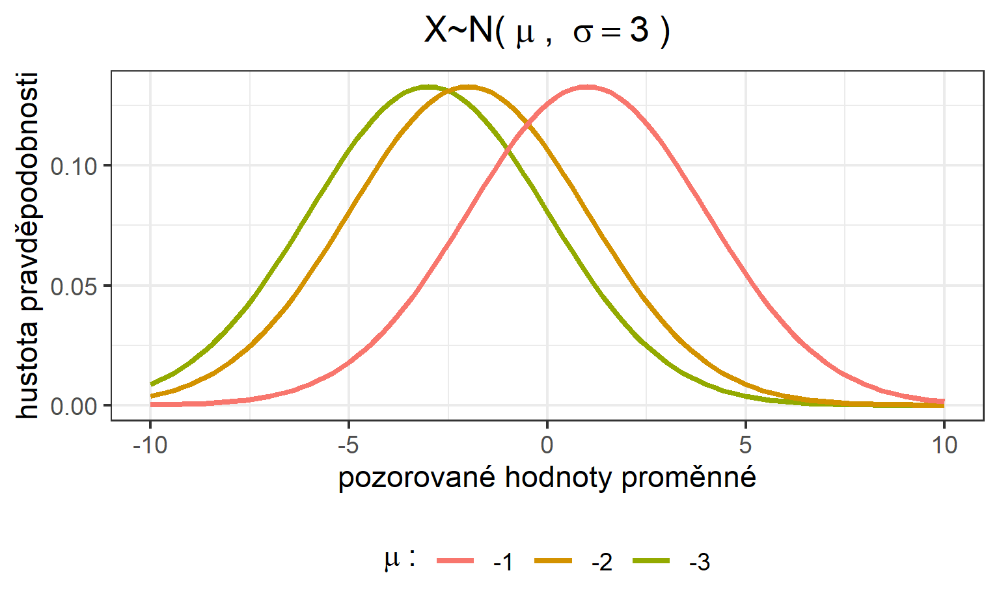 X~N( μ , σ = 3 )
hustota pravděpodobnosti
0.10
0.05
0.00
-10 -5 0 5 10
pozorované hodnoty proměnné
μ : -1 -2 -3